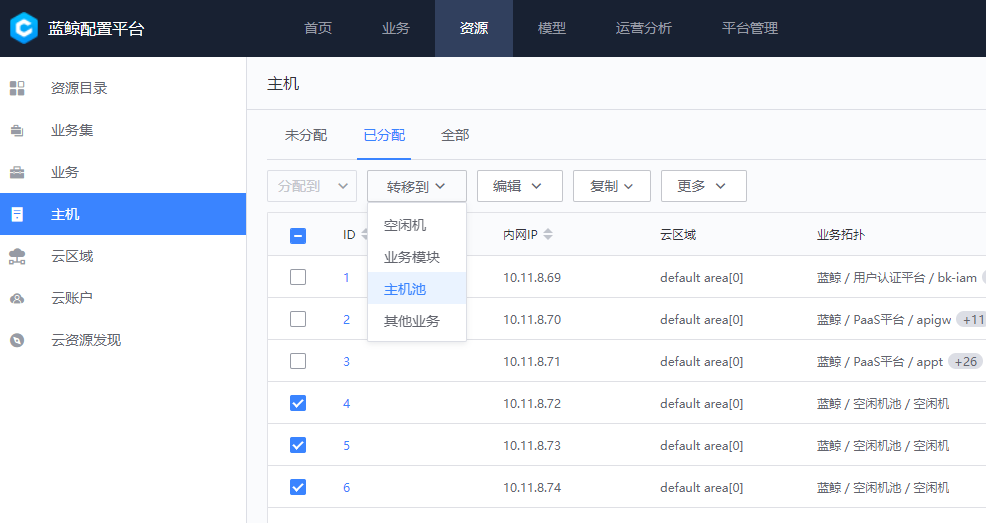 蓝鲸配置平台 首页 业务 资源 模型 运营分析 平台管理
资源目录
业务集
业务
主机
云区域
云账户
云资源发现
主机
未分配 已分配 全部
分配到 转移到 编辑 复制 更多
空闲机
业务模块
主机池
其他业务
ID 内网IP 云区域 业务拓扑
1 10.11.8.69 default area[0] 蓝鲸 / 用户认证平台 / bk-iam
2 10.11.8.70 default area[0] 蓝鲸 / PaaS平台 / apigw +11
3 10.11.8.71 default area[0] 蓝鲸 / PaaS平台 / appt +26
4 10.11.8.72 default area[0] 蓝鲸 / 空闲机池 / 空闲机
5 10.11.8.73 default area[0] 蓝鲸 / 空闲机池 / 空闲机
6 10.11.8.74 default area[0] 蓝鲸 / 空闲机池 / 空闲机